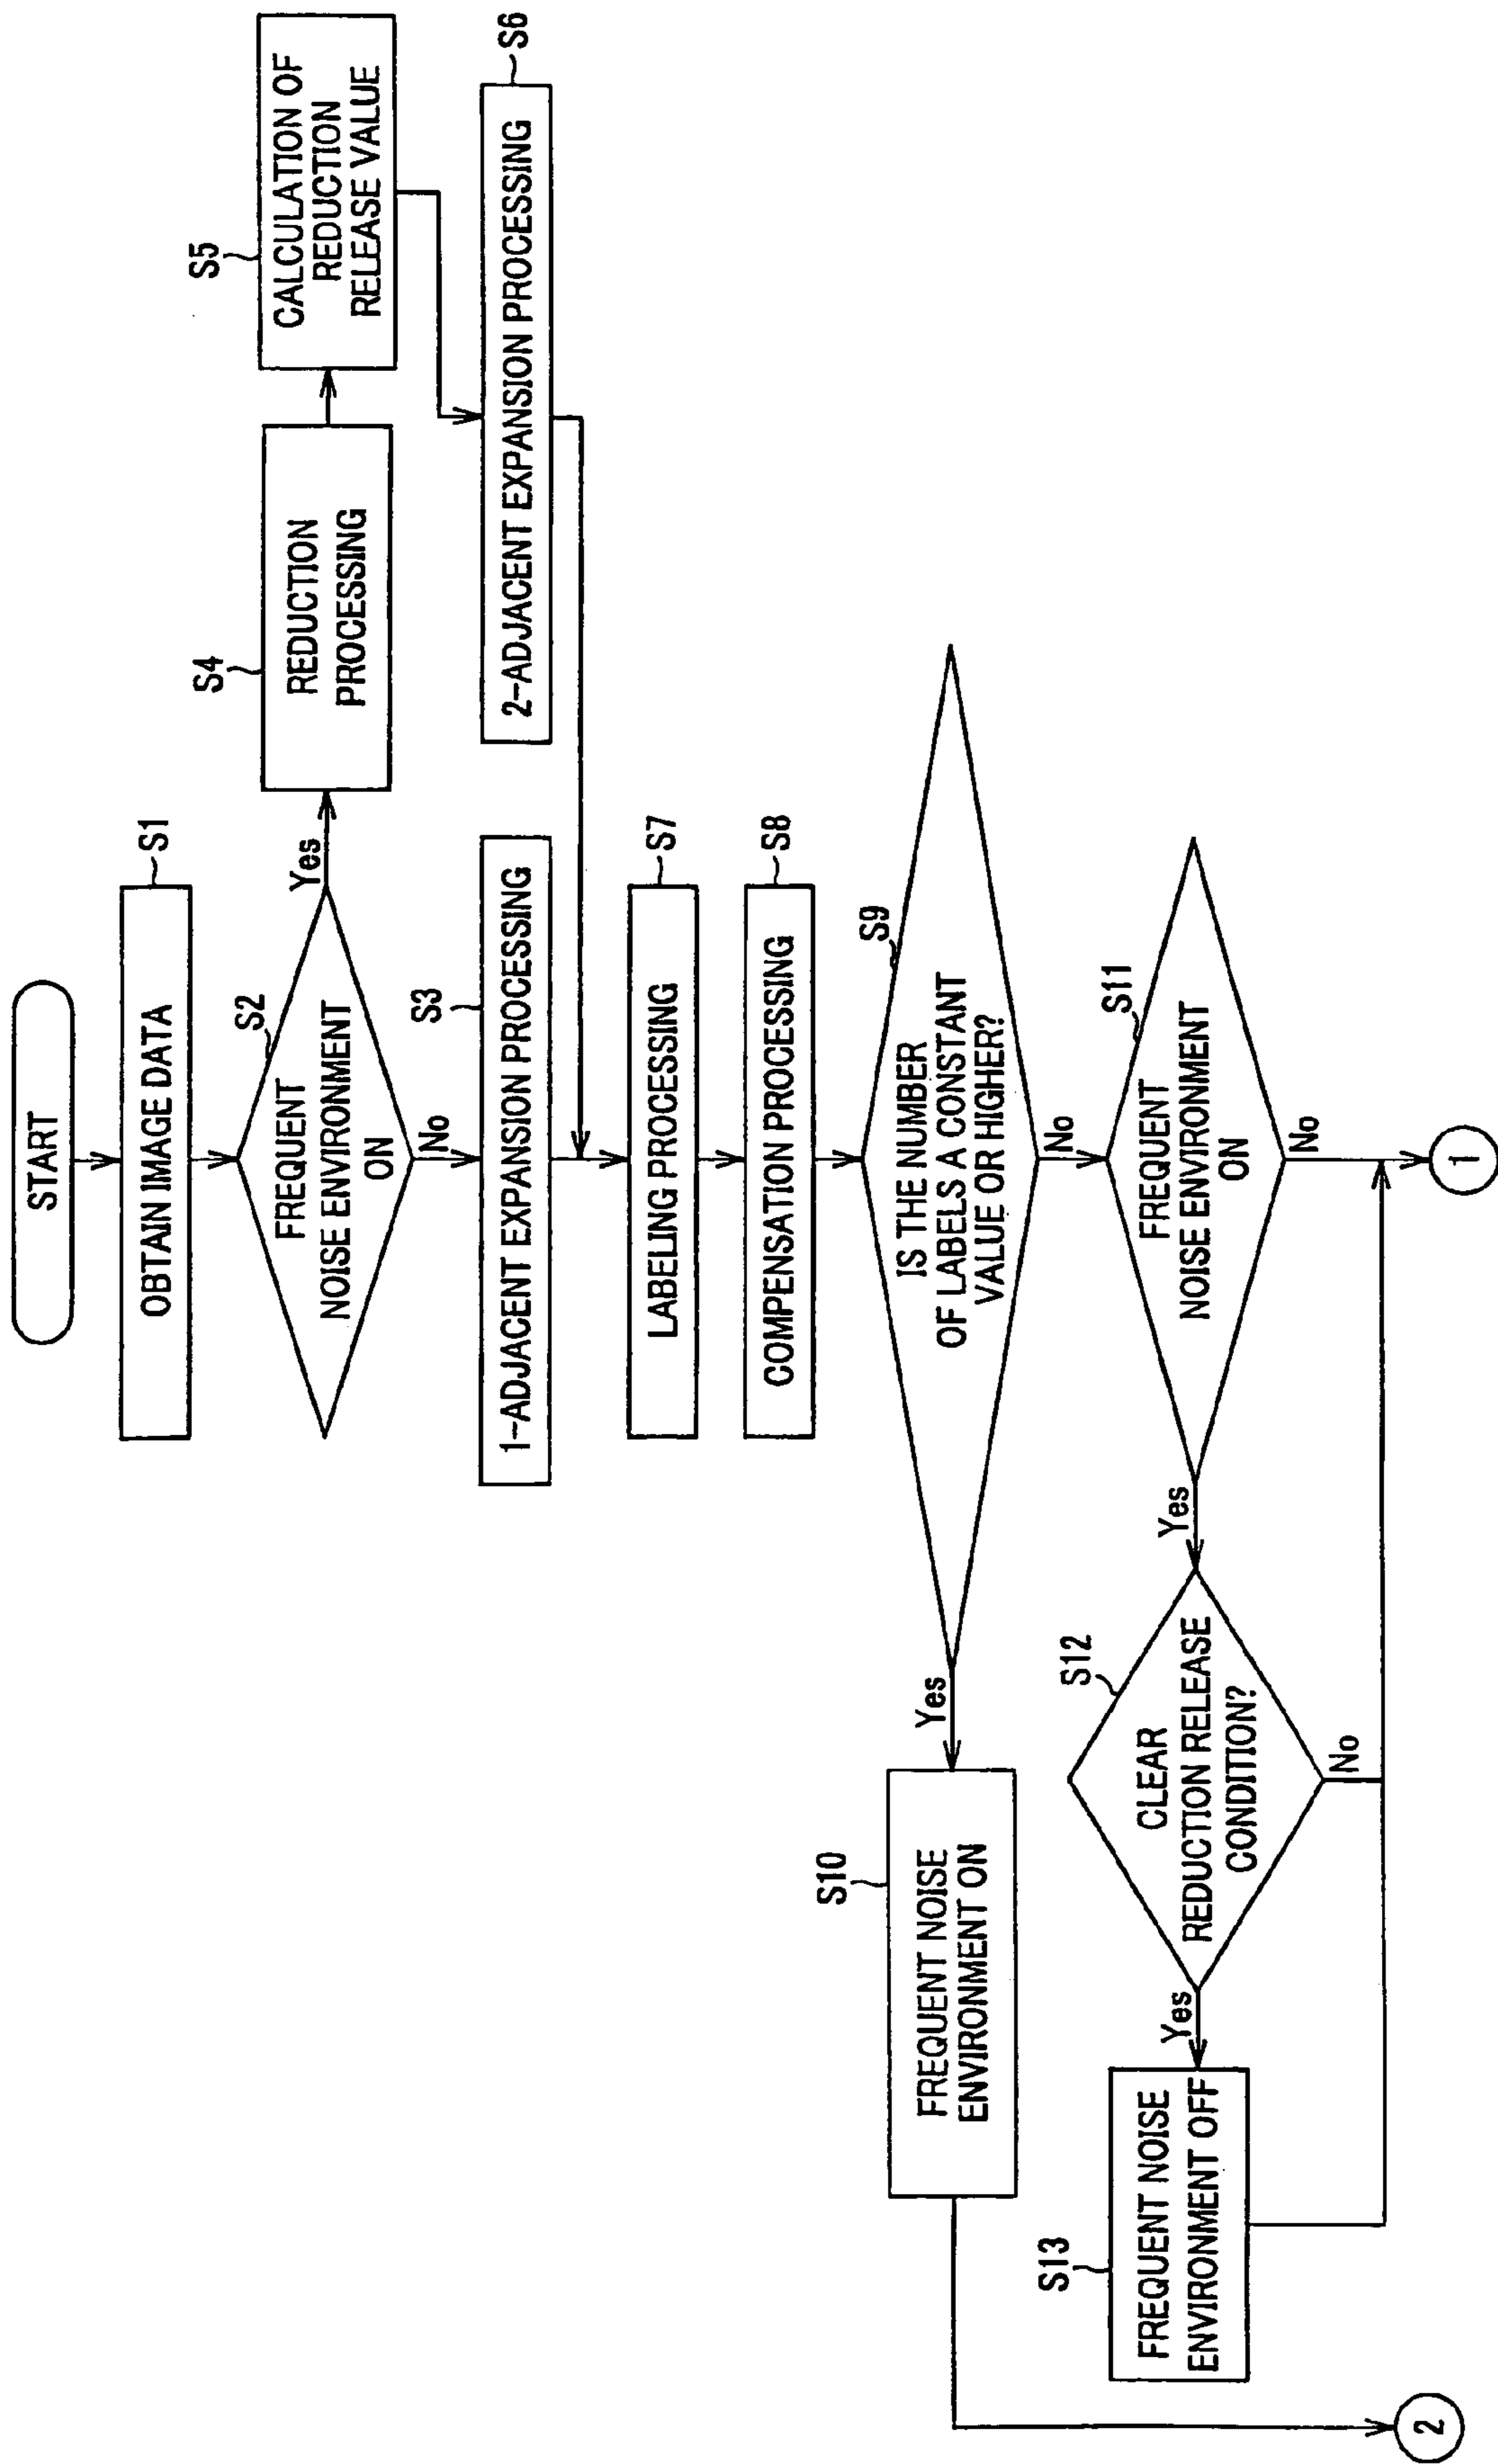 START
OBTAIN IMAGE DATA
S1
S2
FREQUENT
NOISE ENVIRONMENT
ON
Yes
No
S4
REDUCTION
PROCESSING
S5
CALCULATION OF
REDUCTION
RELEASE VALUE
S3
1-ADJACENT EXPANSION PROCESSING
2-ADJACENT EXPANSION PROCESSING
S6
LABELING PROCESSING
S7
COMPENSATION PROCESSING
S8
S9
IS THE NUMBER
OF LABELS A CONSTANT
VALUE OR HIGHER?
Yes
No
S10
FREQUENT NOISE
ENVIRONMENT ON
S11
FREQUENT
NOISE ENVIRONMENT
ON
Yes
No
S12
CLEAR
REDUCTION RELEASE
CONDITION?
Yes
No
S13
FREQUENT NOISE
ENVIRONMENT OFF
2
1